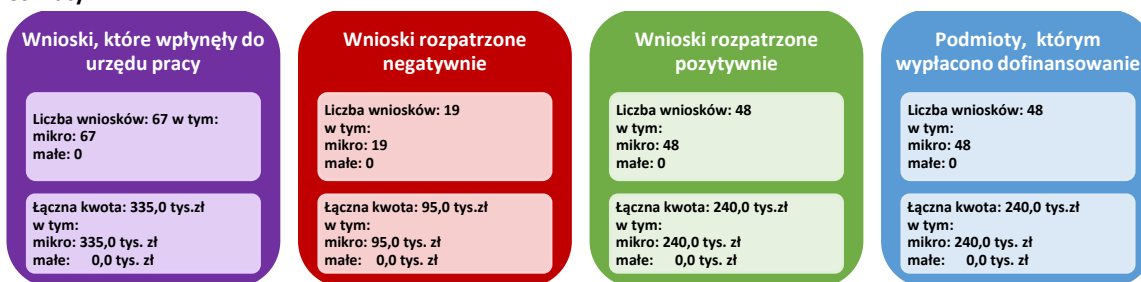 Wnioski, które wpłynęły do
urzędu pracy
Liczba wniosków: 67 w tym:
mikro: 67
małe: 0
Łączna kwota: 335,0 tys.zł
w tym:
mikro: 335,0 tys. zł
małe: 0,0 tys. zł
Wnioski rozpatrzone
negatywnie
Liczba wniosków: 19
w tym:
mikro: 19
małe: 0
Łączna kwota: 95,0 tys.zł
w tym:
mikro: 95,0 tys. zł
małe: 0,0 tys. zł
Wnioski rozpatrzone
pozytywnie
Liczba wniosków: 48
w tym:
mikro: 48
małe: 0
Łączna kwota: 240,0 tys.zł
w tym:
mikro: 240,0 tys. zł
małe: 0,0 tys. zł
Podmioty, którym
wypłacono dofinansowanie
Liczba wniosków: 48
w tym:
mikro: 48
małe: 0
Łączna kwota: 240,0 tys.zł
w tym:
mikro: 240,0 tys. zł
małe: 0,0 tys. zł